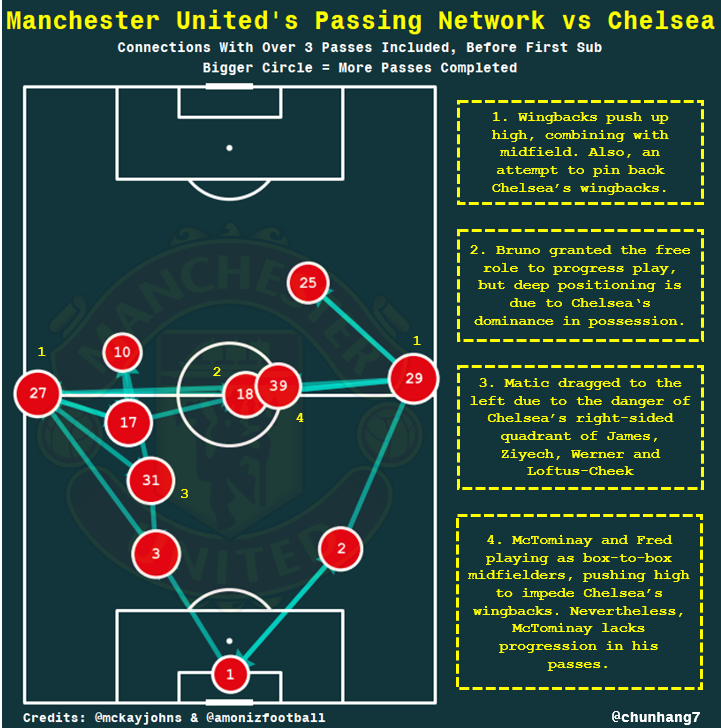 Manchester United's Passing Network vs Chelsea
Connections With Over 3 Passes Included, Before First Sub
Bigger Circle = More Passes Completed
1. Wingbacks push up
high, combining with
midfield. Also, an
attempt to pin back
Chelsea’s wingbacks.
2. Bruno granted the free
role to progress play,
but deep positioning is
due to Chelsea‘s
dominance in possession.
3. Matic dragged to the
left due to the danger of
Chelsea’s right-sided
quadrant of James,
Ziyech, Werner and
Loftus-Cheek
4. McTominay and Fred
playing as box-to-box
midfielders, pushing high
to impede Chelsea’s
wingbacks. Nevertheless,
McTominay lacks
progression in his
passes.
MANCHESTER
UNITED
25
1
10
1
2
27
18
39
29
17
4
31
3
3
2
1
Credits: @mckayjohns & @amonizfootball
@chunhang7